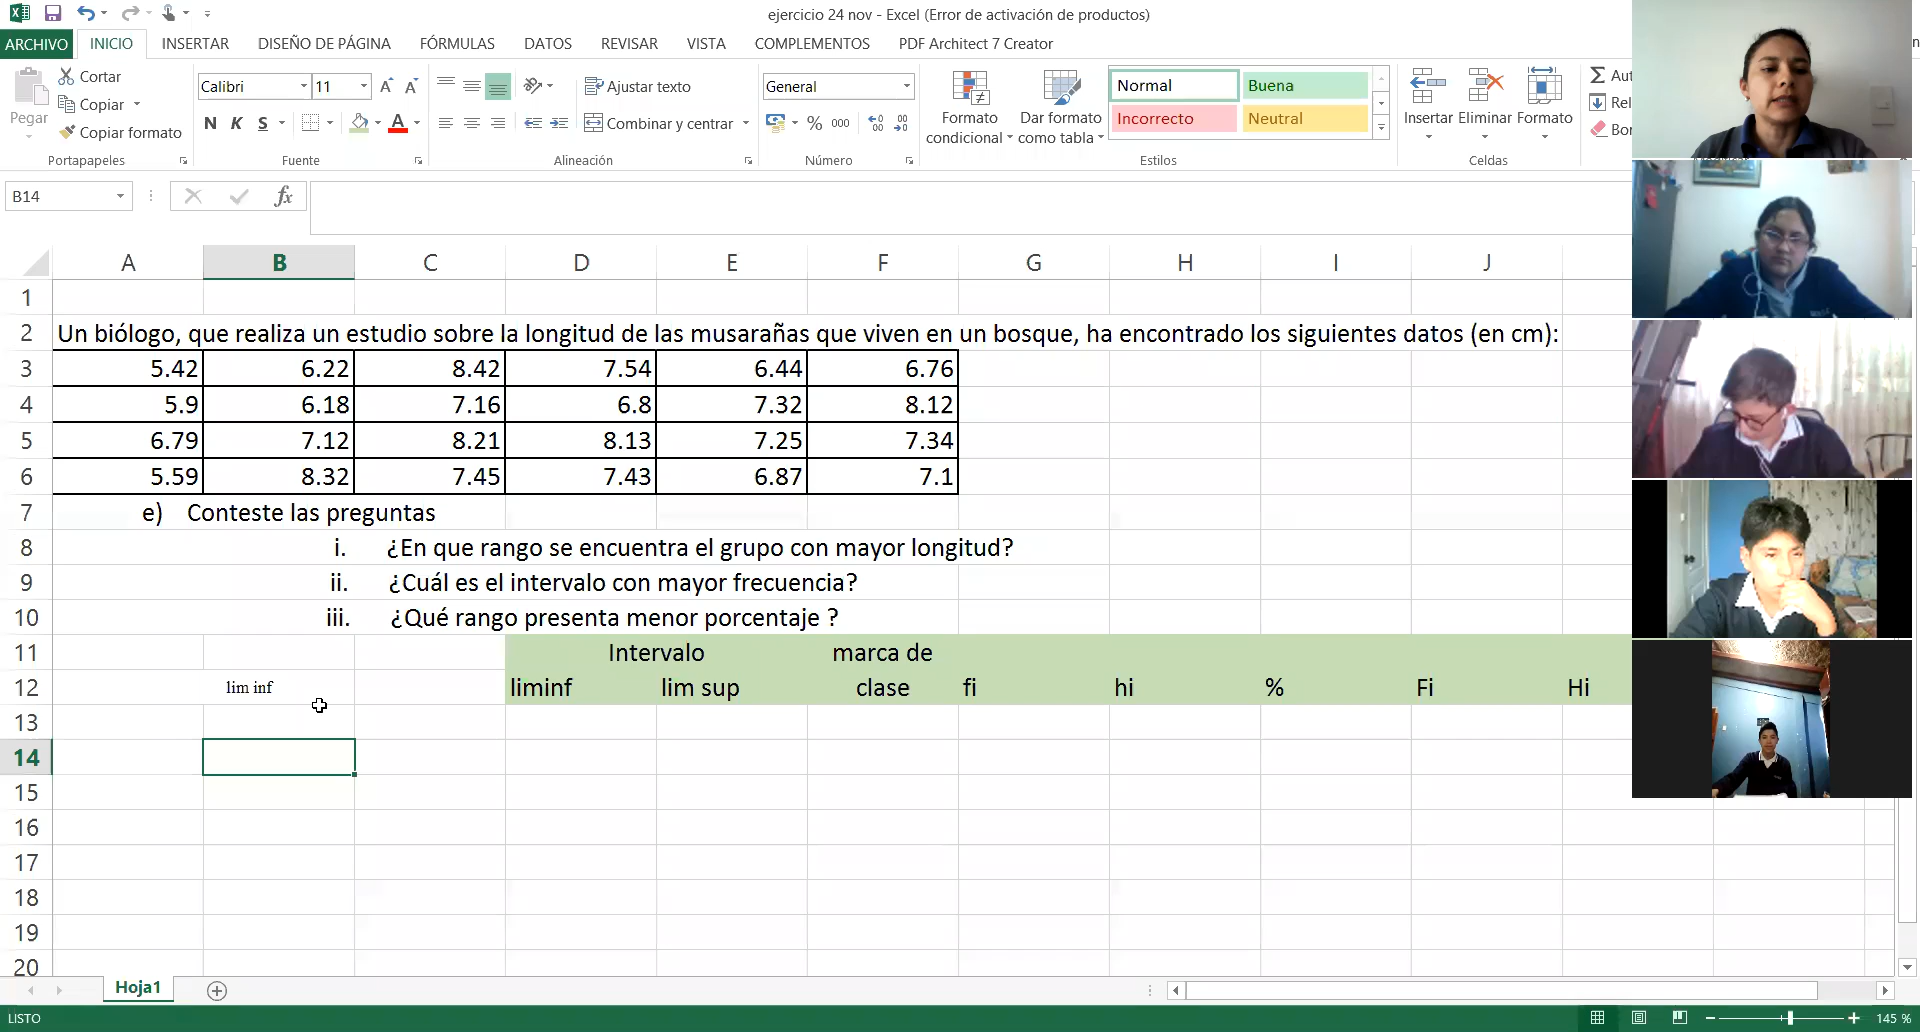 ejercicio 24 nov - Excel (Error de activación de productos)
ARCHIVO INICIO INSERTAR DISEÑO DE PÁGINA FÓRMULAS DATOS REVISAR VISTA COMPLEMENTOS PDF Architect 7 Creator
Pegar
Cortar
Copiar
Copiar formato
Portapapeles
Calibri 11
N K S
Fuente
Ajustar texto
Combinar y centrar
Alineación
General
% 000
Número
Formato condicional
Dar formato como tabla
Normal Buena
Incorrecto Neutral
Estilos
Insertar Eliminar Formato
Celdas
Σ Aut
Rel
Bor
B14 fx
A B C D E F G H I J
1
2 Un biólogo, que realiza un estudio sobre la longitud de las musarañas que viven en un bosque, ha encontrado los siguientes datos (en cm):
3 5.42 6.22 8.42 7.54 6.44 6.76
4 5.9 6.18 7.16 6.8 7.32 8.12
5 6.79 7.12 8.21 8.13 7.25 7.34
6 5.59 8.32 7.45 7.43 6.87 7.1
7 e) Conteste las preguntas
8 i. ¿En que rango se encuentra el grupo con mayor longitud?
9 ii. ¿Cuál es el intervalo con mayor frecuencia?
10 iii. ¿Qué rango presenta menor porcentaje ?
11 Intervalo marca de
12 lim inf liminf lim sup clase fi hi % Fi Hi
13
14
15
16
17
18
19
20
Hoja1
LISTO 145 %